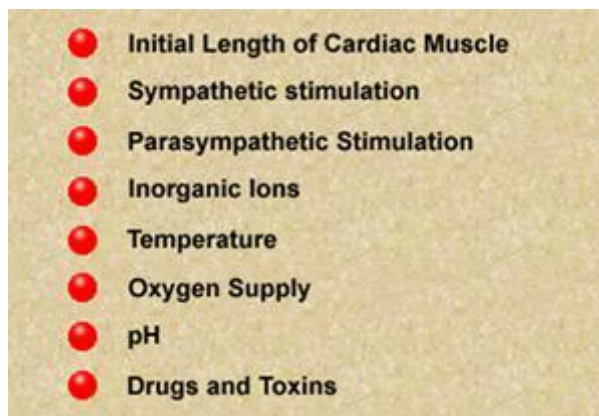 Initial Length of Cardiac Muscle
Sympathetic stimulation
Parasympathetic Stimulation
Inorganic Ions
Temperature
Oxygen Supply
pH
Drugs and Toxins